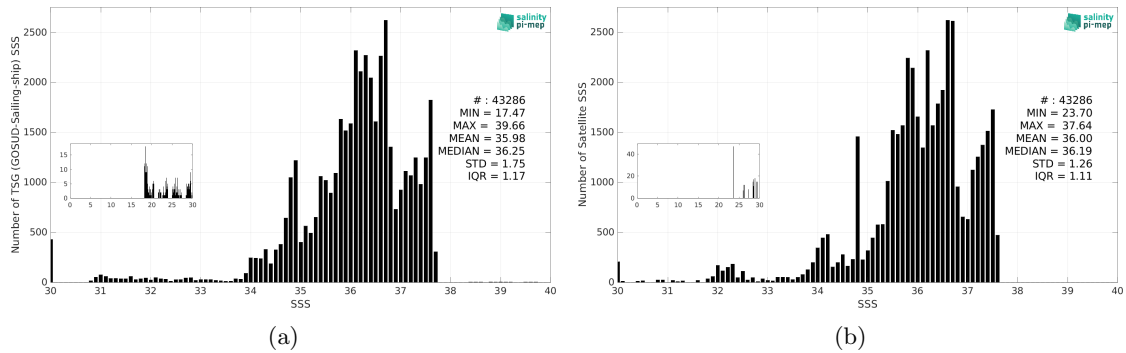 salinity
pi-mep
Number of TSG (GOSUD-Sailing-ship) SSS
2500
2000
1500
1000
500
0
# : 43286
MIN = 17.47
MAX = 39.66
MEAN = 35.98
MEDIAN = 36.25
STD = 1.75
IQR = 1.17
15
10
5
0
0 5 10 15 20 25 30
30 31 32 33 34 35 36 37 38 39 40
SSS
(a)
salinity
pi-mep
Number of Satellite SSS
2500
2000
1500
1000
500
0
# : 43286
MIN = 23.70
MAX = 37.64
MEAN = 36.00
MEDIAN = 36.19
STD = 1.26
IQR = 1.11
40
20
0
0 5 10 15 20 25 30
30 31 32 33 34 35 36 37 38 39 40
SSS
(b)